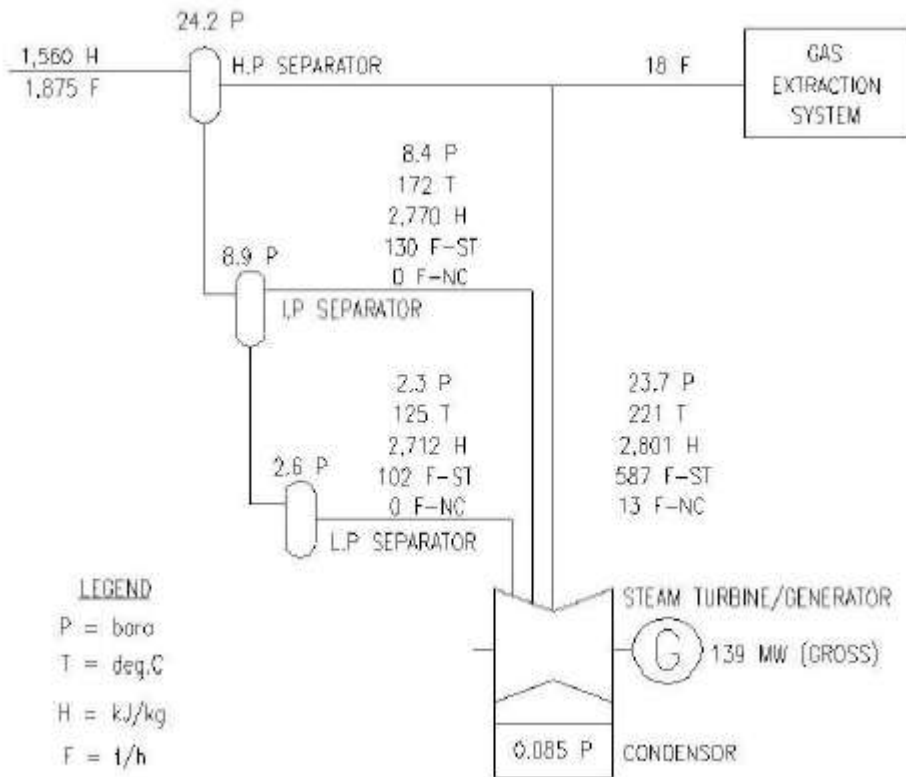 24.2 P
1,560 H
1,875 F
H.P SEPARATOR
18 F
GAS
EXTRACTION
SYSTEM
8.4 P
172 T
2,770 H
130 F-ST
0 F-NC
8.9 P
I.P SEPARATOR
2.3 P
125 T
2,712 H
102 F-ST
0 F-NC
23.7 P
221 T
2,801 H
587 F-ST
13 F-NC
2.6 P
L.P SEPARATOR
LEGEND
P = bara
T = deg.C
H = kJ/kg
F = t/h
STEAM TURBINE/GENERATOR
G
139 MW (GROSS)
0.085 P
CONDENSOR